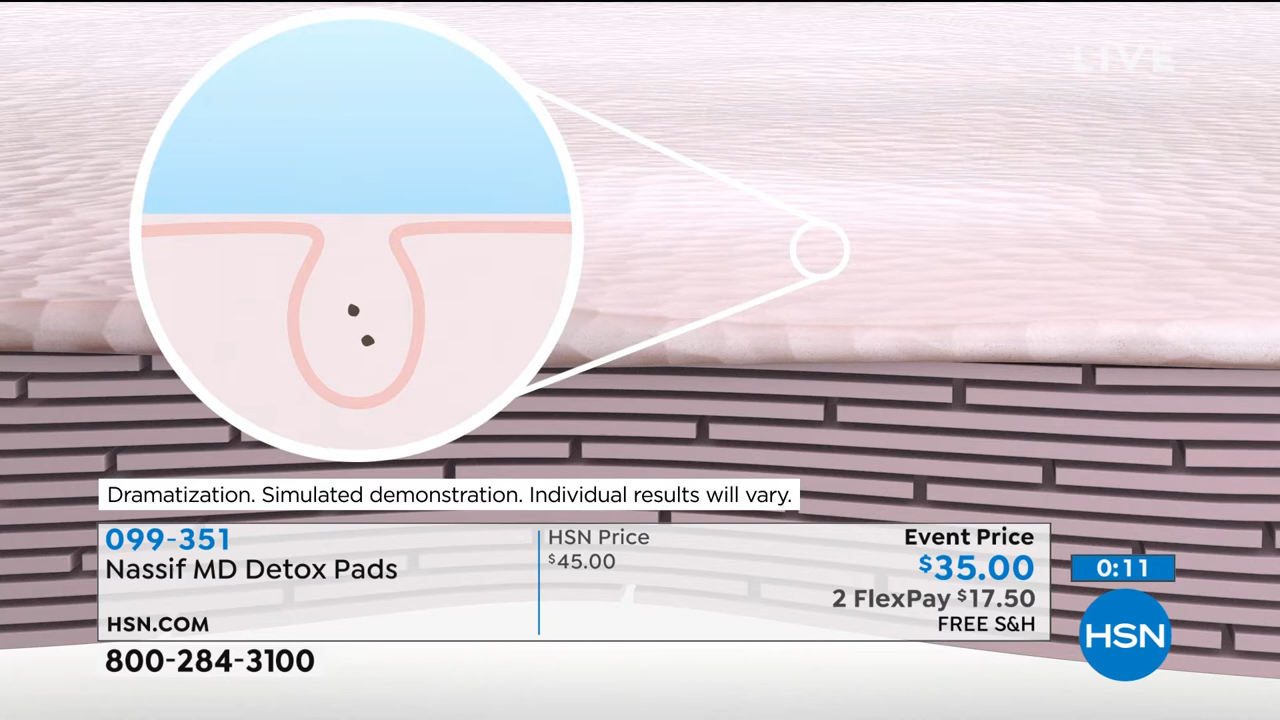 LIVE
Dramatization. Simulated demonstration. Individual results will vary.
099-351
Nassif MD Detox Pads
HSN.COM
800-284-3100
HSN Price
$45.00
Event Price
$35.00
2 FlexPay $17.50
FREE S&H
0:11
HSN